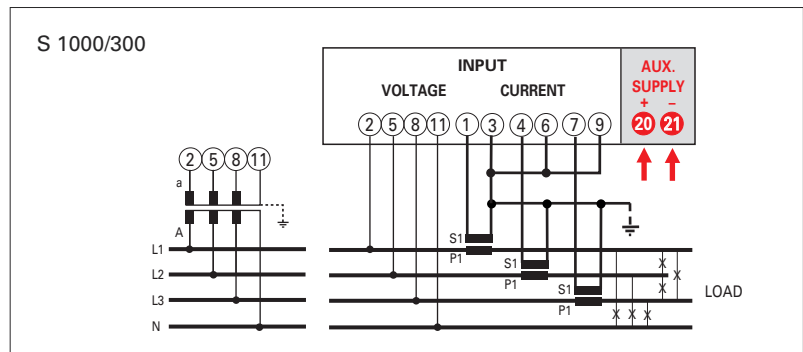 S 1000/300
INPUT
VOLTAGE CURRENT
AUX.
SUPPLY
+ –
2 5 8 11 1 3 4 6 7 9 20 21
2 5 8 11
a
A
S1
P1
S1
P1
S1
P1
L1
L2
L3
N
X X
X
X X X
LOAD